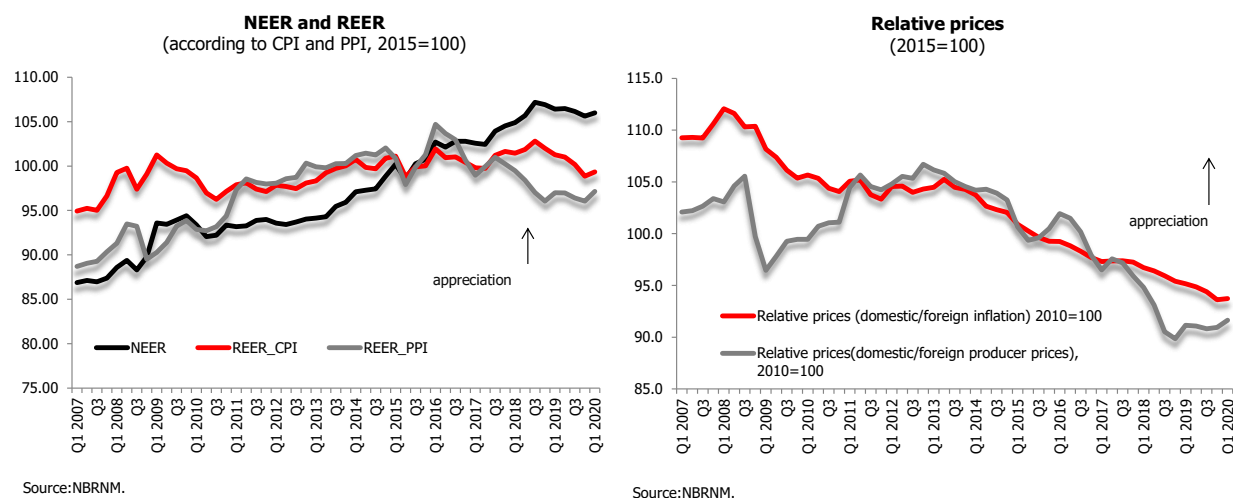 NEER and REER
(according to CPI and PPI, 2015=100)
110.00
105.00
100.00
95.00
90.00
85.00
80.00
75.00
appreciation
NEER
REER_CPI
REER_PPI
Q1 2007
Q3
Q1 2008
Q3
Q1 2009
Q3
Q1 2010
Q3
Q1 2011
Q3
Q1 2012
Q3
Q1 2013
Q3
Q1 2014
Q3
Q1 2015
Q3
Q1 2016
Q3
Q1 2017
Q3
Q1 2018
Q3
Q1 2019
Q3
Q1 2020
Source:NBRNM.
Relative prices
(2015=100)
115.0
110.0
105.0
100.0
95.0
90.0
85.0
appreciation
Relative prices (domestic/foreign inflation) 2010=100
Relative prices(domestic/foreign producer prices),
2010=100
Q1 2007
Q3
Q1 2008
Q3
Q1 2009
Q3
Q1 2010
Q3
Q1 2011
Q3
Q1 2012
Q3
Q1 2013
Q3
Q1 2014
Q3
Q1 2015
Q3
Q1 2016
Q3
Q1 2017
Q3
Q1 2018
Q3
Q1 2019
Q3
Q1 2020
Source:NBRNM.